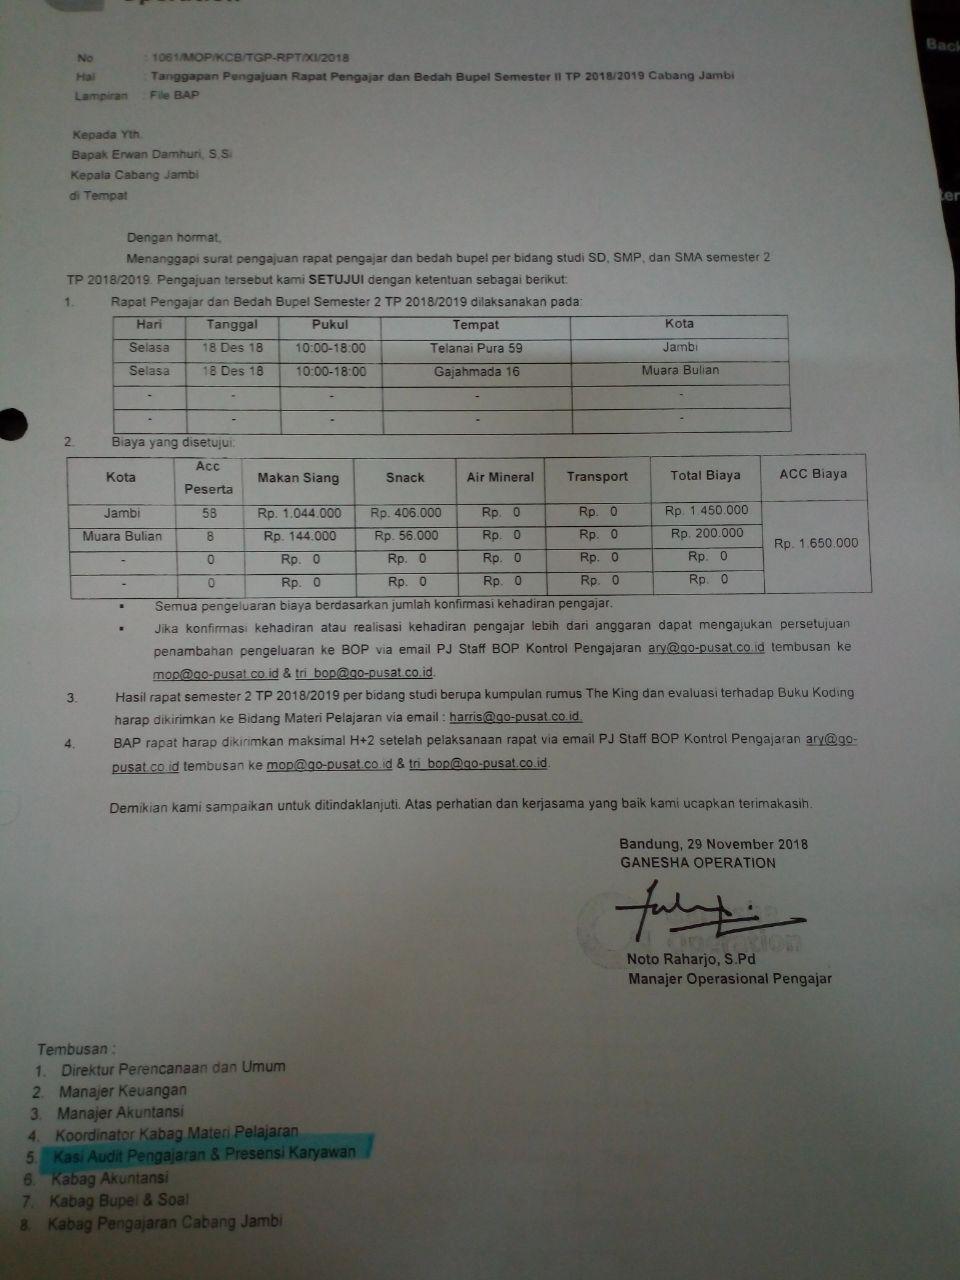 Operation
No : 1061/MOP/KCB/TGP-RPT/XI/2018
Hal : Tanggapan Pengajuan Rapat Pengajar dan Bedah Bupel Semester II TP 2018/2019 Cabang Jambi
Lampiran : File BAP
Kepada Yth.
Bapak Erwan Damhuri, S.Si
Kepala Cabang Jambi
di Tempat
Dengan hormat,
Menanggapi surat pengajuan rapat pengajar dan bedah bupel per bidang studi SD, SMP, dan SMA semester 2
TP 2018/2019. Pengajuan tersebut kami SETUJUI dengan ketentuan sebagai berikut:
1. Rapat Pengajar dan Bedah Bupel Semester 2 TP 2018/2019 dilaksanakan pada:
Hari Tanggal Pukul Tempat Kota
Selasa 18 Des 18 10:00-18:00 Telanai Pura 59 Jambi
Selasa 18 Des 18 10:00-18:00 Gajahmada 16 Muara Bulian
- - - - -
- - - - -
2. Biaya yang disetujui:
Kota Acc Peserta Makan Siang Snack Air Mineral Transport Total Biaya ACC Biaya
Jambi 58 Rp. 1.044.000 Rp. 406.000 Rp. 0 Rp. 0 Rp. 1.450.000
Muara Bulian 8 Rp. 144.000 Rp. 56.000 Rp. 0 Rp. 0 Rp. 200.000 Rp. 1.650.000
- 0 Rp. 0 Rp. 0 Rp. 0 Rp. 0 Rp. 0
- 0 Rp. 0 Rp. 0 Rp. 0 Rp. 0 Rp. 0
▪ Semua pengeluaran biaya berdasarkan jumlah konfirmasi kehadiran pengajar.
▪ Jika konfirmasi kehadiran atau realisasi kehadiran pengajar lebih dari anggaran dapat mengajukan persetujuan
penambahan pengeluaran ke BOP via email PJ Staff BOP Kontrol Pengajaran ary@go-pusat.co.id tembusan ke
mop@go-pusat.co.id & tri_bop@go-pusat.co.id.
3. Hasil rapat semester 2 TP 2018/2019 per bidang studi berupa kumpulan rumus The King dan evaluasi terhadap Buku Koding
harap dikirimkan ke Bidang Materi Pelajaran via email : harris@go-pusat.co.id.
4. BAP rapat harap dikirimkan maksimal H+2 setelah pelaksanaan rapat via email PJ Staff BOP Kontrol Pengajaran ary@go-
pusat.co.id tembusan ke mop@go-pusat.co.id & tri_bop@go-pusat.co.id.
Demikian kami sampaikan untuk ditindaklanjuti. Atas perhatian dan kerjasama yang baik kami ucapkan terimakasih.
Bandung, 29 November 2018
GANESHA OPERATION
Noto Raharjo, S.Pd
Manajer Operasional Pengajar
Tembusan :
1. Direktur Perencanaan dan Umum
2. Manajer Keuangan
3. Manajer Akuntansi
4. Koordinator Kabag Materi Pelajaran
5. Kasi Audit Pengajaran & Presensi Karyawan
6. Kabag Akuntansi
7. Kabag Bupel & Soal
8. Kabag Pengajaran Cabang Jambi